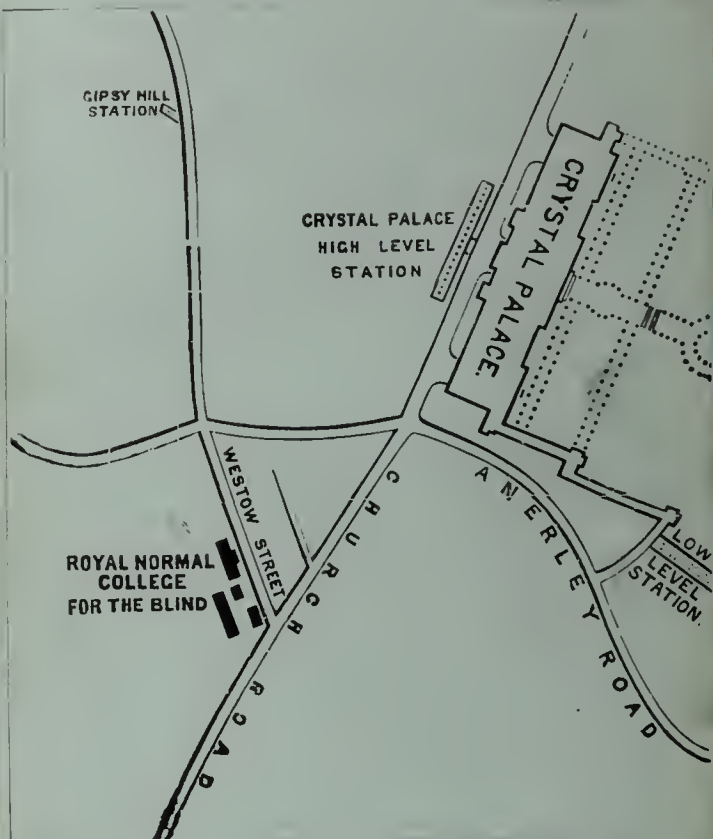 GIPSY HILL
STATION
CRYSTAL PALACE
HIGH LEVEL
STATION
CRYSTAL PALACE.
WESTOW STREET
CHURCH ROAD
ANERLEY ROAD
LOW
LEVEL
STATION.
ROYAL NORMAL
COLLEGE
FOR THE BLIND